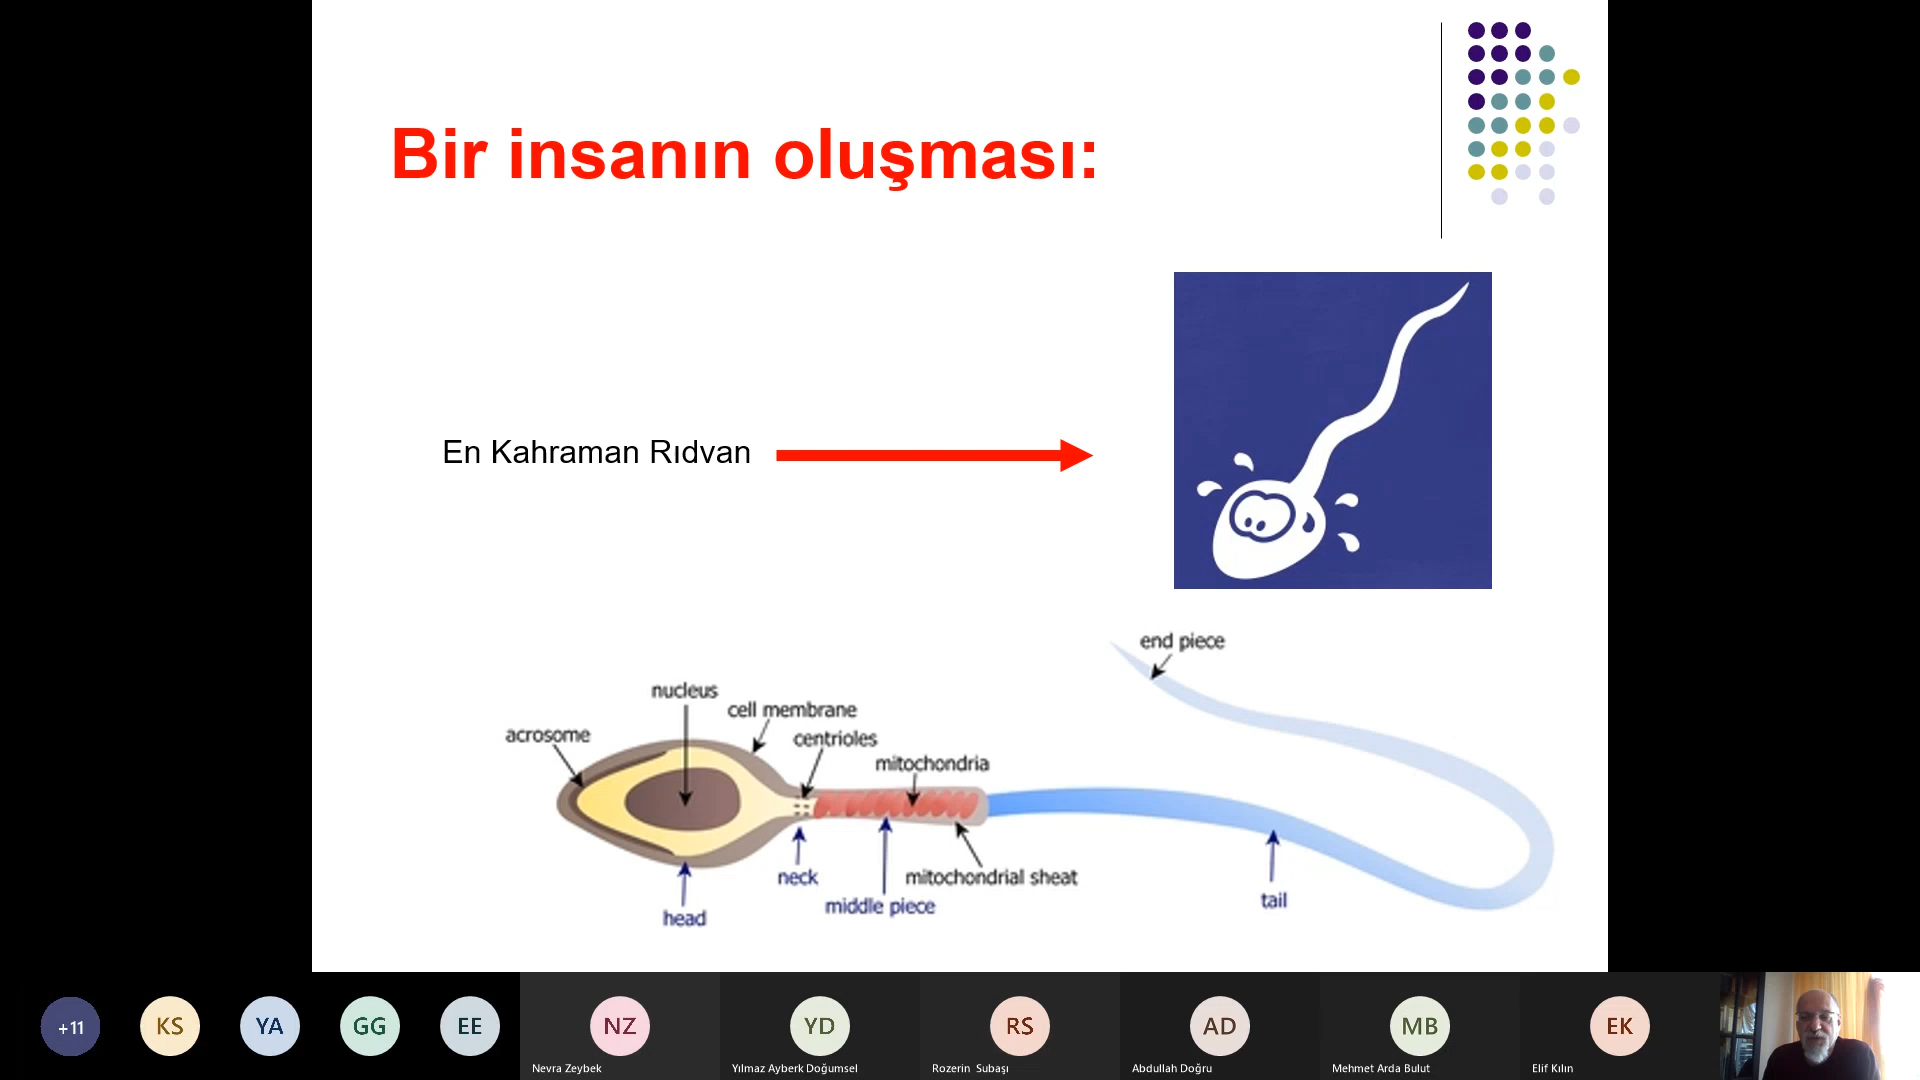 Bir insanın oluşması:
En Kahraman Rıdvan
end piece
nucleus
cell membrane
acrosome
centrioles
mitochondria
neck
mitochondrial sheat
middle piece
tail
head
+11
KS
YA
GG
EE
NZ
YD
RS
AD
MB
EK
Nevra Zeybek
Yılmaz Ayberk Doğumsel
Rozerin Subaşı
Abdullah Doğru
Mehmet Arda Bulut
Elif Kılın